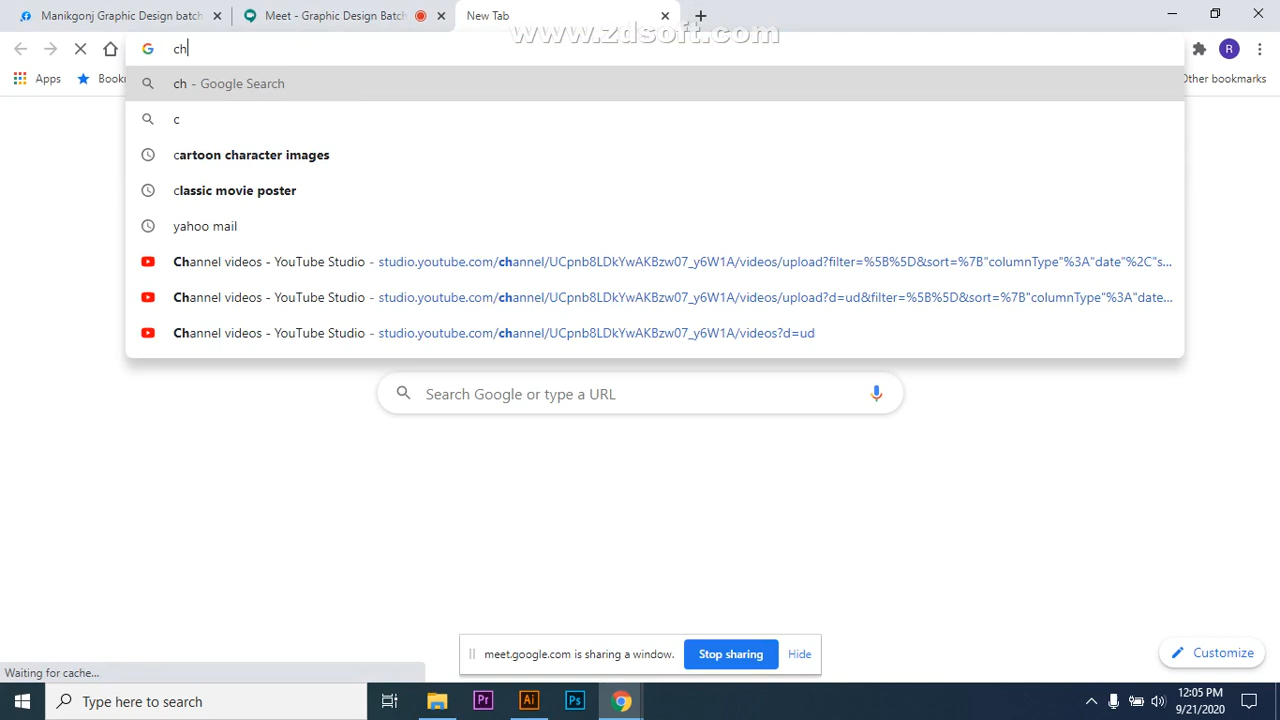 Manikgonj Graphic Design batch
Meet - Graphic Design Batch
New Tab
www.zdsoft.com
ch
R
Apps
Bookn
Other bookmarks
ch - Google Search
c
cartoon character images
classic movie poster
yahoo mail
Channel videos - YouTube Studio - studio.youtube.com/channel/UCpnb8LDkYwAKBzw07_y6W1A/videos/upload?filter=%5B%5D&sort=%7B"columnType"%3A"date"%2C"s...
Channel videos - YouTube Studio - studio.youtube.com/channel/UCpnb8LDkYwAKBzw07_y6W1A/videos/upload?d=ud&filter=%5B%5D&sort=%7B"columnType"%3A"date...
Channel videos - YouTube Studio - studio.youtube.com/channel/UCpnb8LDkYwAKBzw07_y6W1A/videos?d=ud
Search Google or type a URL
meet.google.com is sharing a window.
Stop sharing
Hide
Customize
Waiting for cache...
Type here to search
Pr
Ai
Ps
12:05 PM
9/21/2020